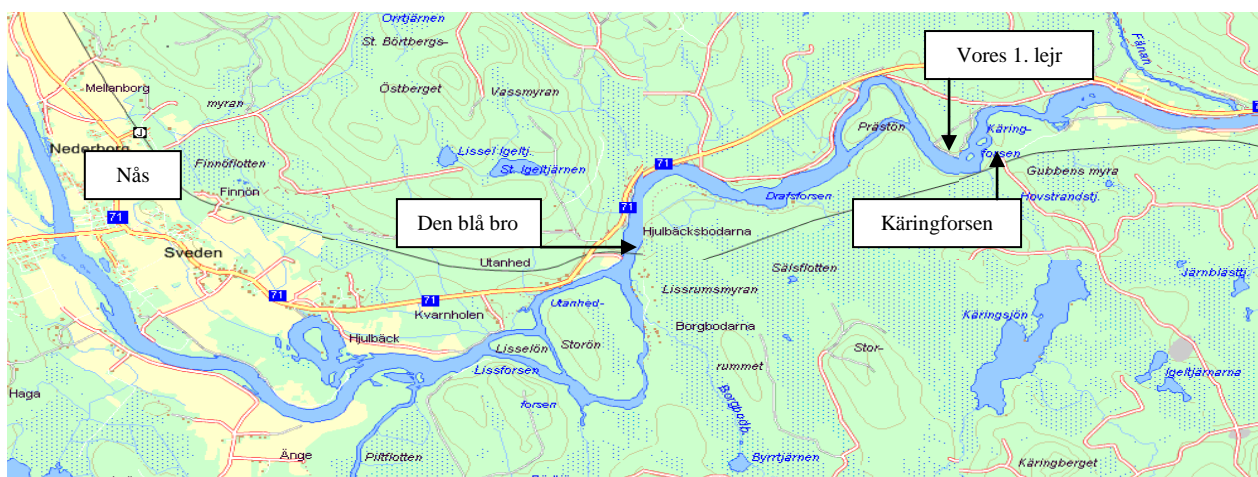 Orrtjärnen
St. Börtbergs-
myran
Mellanborg
Östberget
Vassmyran
Vores 1. lejr
Fånan
Prästön
Käring-
forsen
71
Nederborg
Finnöflotten
Nås
Finnön
Lissel Igeltj.
St. Igeltjärnen
71
Gubbens myra
Hovstrandstj.
Drafsforsen
71
71
Den blå bro
Hjulbäcksbodarna
Käringforsen
Sveden
Utanhed
Sälsflotten
Järnblästtj.
71
71
Kvarnholen
Utanhed-
forsen
Lissrumsmyran
Käringsjön
Hjulbäck
Storön
Borgbodarna
Lisselön
Stor-
rummet
Lissforsen
Igeltjärnarna
Haga
Borgbodb.
Änge
Piltflotten
Byrrtjärnen
Käringberget